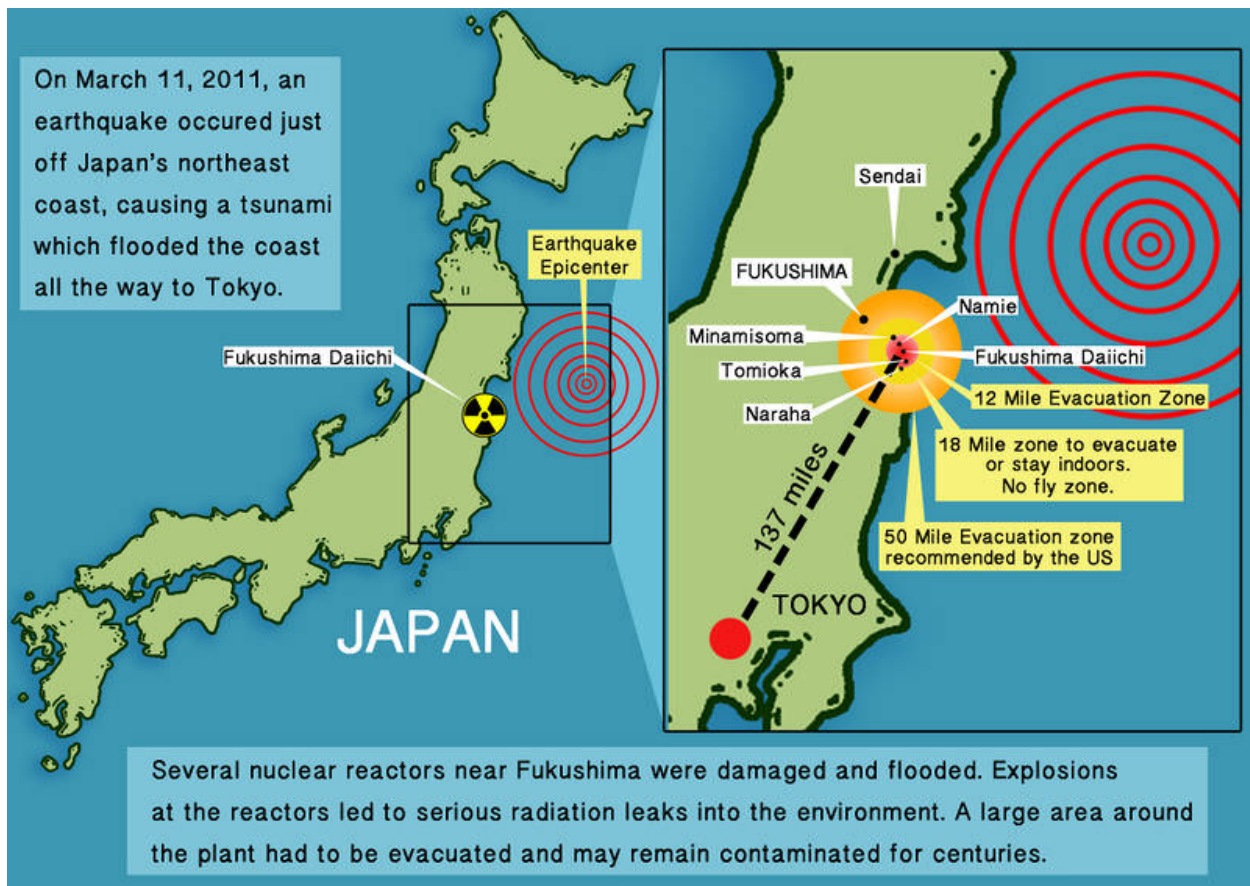 On March 11, 2011, an
earthquake occured just
off Japan's northeast
coast, causing a tsunami
which flooded the coast
all the way to Tokyo.
Earthquake
Epicenter
Fukushima Daiichi
JAPAN
Sendai
FUKUSHIMA
Namie
Minamisoma
Fukushima Daiichi
Tomioka
12 Mile Evacuation Zone
Naraha
18 Mile zone to evacuate
or stay indoors.
No fly zone.
137 miles
50 Mile Evacuation zone
recommended by the US
TOKYO
Several nuclear reactors near Fukushima were damaged and flooded. Explosions
at the reactors led to serious radiation leaks into the environment. A large area around
the plant had to be evacuated and may remain contaminated for centuries.